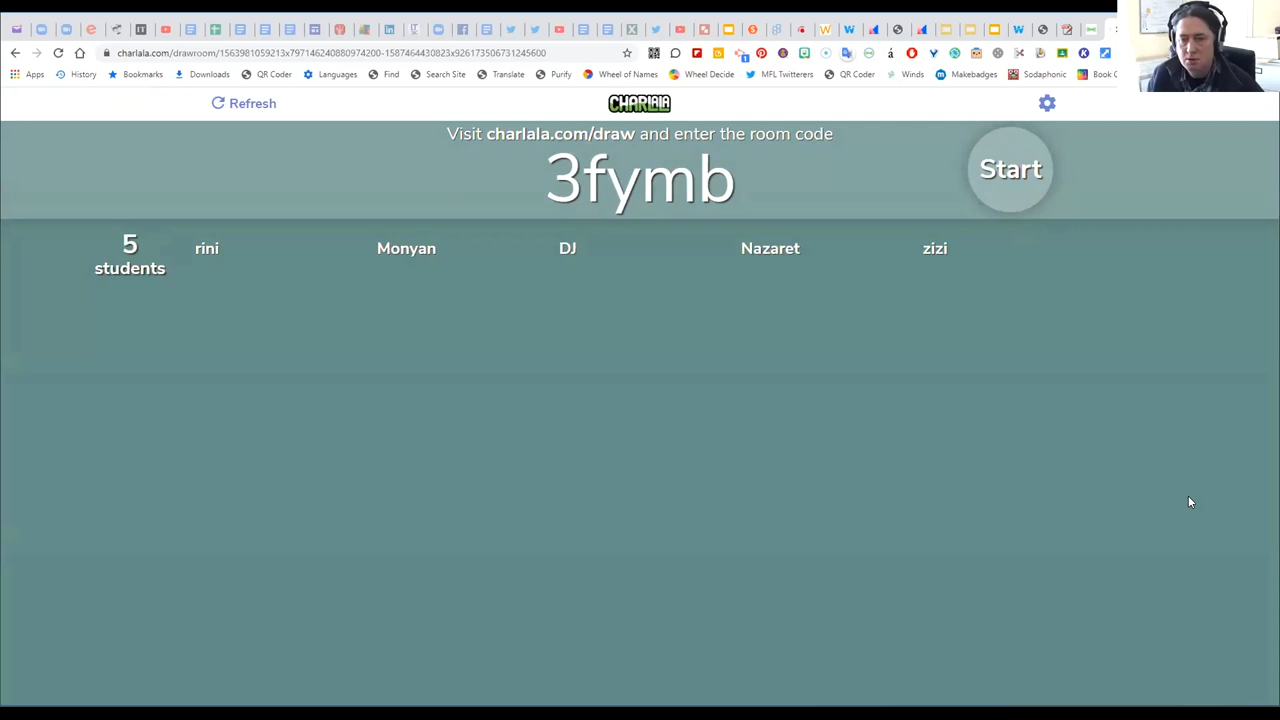 charlala.com/drawroom/1563981059213x797146240880974200-1587464430823x926173506731245600
Apps History Bookmarks Downloads QR Coder Languages Find Search Site Translate Purify Wheel of Names Wheel Decide MFL Twitterers QR Coder Winds Makebadges Sodaphonic Book C
Refresh
CHARLALA
Visit charlala.com/draw and enter the room code
3fymb
Start
5
students
rini
Monyan
DJ
Nazaret
zizi